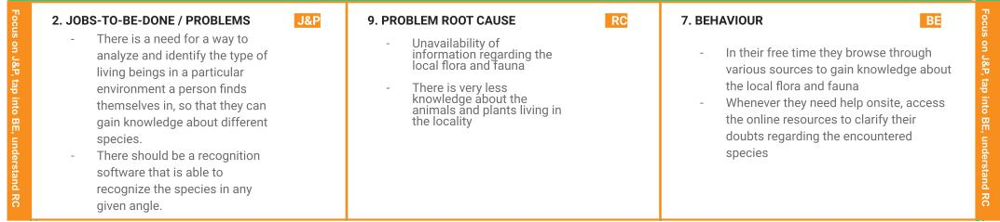 Focus on J&P, tap into BE, understand RC
2. JOBS-TO-BE-DONE / PROBLEMS
J&P
- There is a need for a way to
analyze and identify the type of
living beings in a particular
environment a person finds
themselves in, so that they can
gain knowledge about different
species.
- There should be a recognition
software that is able to
recognize the species in any
given angle.
9. PROBLEM ROOT CAUSE
RC
- Unavailability of
information regarding the
local flora and fauna
- There is very less
knowledge about the
animals and plants living in
the locality
7. BEHAVIOUR
BE
- In their free time they browse through
various sources to gain knowledge about
the local flora and fauna
- Whenever they need help onsite, access
the online resources to clarify their
doubts regarding the encountered
species
Focus on J&P, tap into BE, understand RC